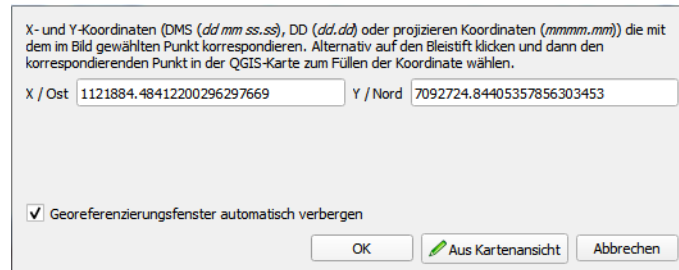 X- und Y-Koordinaten (DMS (dd mm ss.ss), DD (dd.dd) oder projizieren Koordinaten (mmmm.mm)) die mit
dem im Bild gewählten Punkt korrespondieren. Alternativ auf den Bleistift klicken und dann den
korrespondierenden Punkt in der QGIS-Karte zum Füllen der Koordinate wählen.
X / Ost 1121884.48412200296297669 Y / Nord 7092724.84405357856303453
Georeferenzierungsfenster automatisch verbergen
OK Aus Kartenansicht Abbrechen